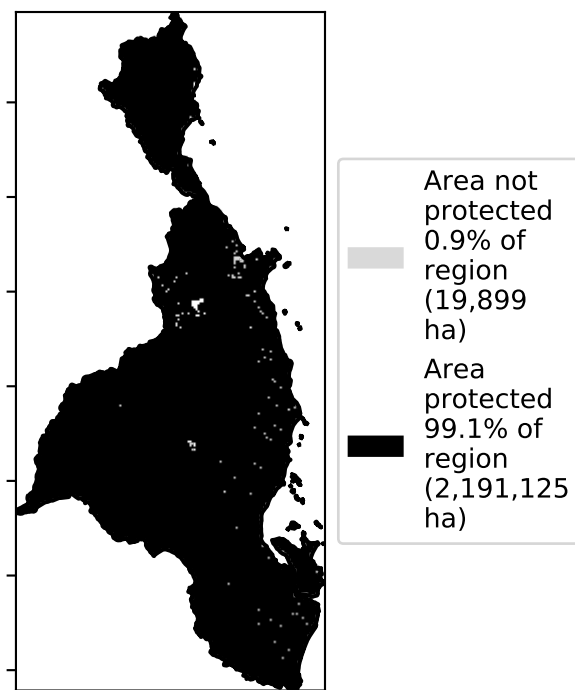 Area not
protected
0.9% of
region
(19,899
ha)
Area
protected
99.1% of
region
(2,191,125
ha)